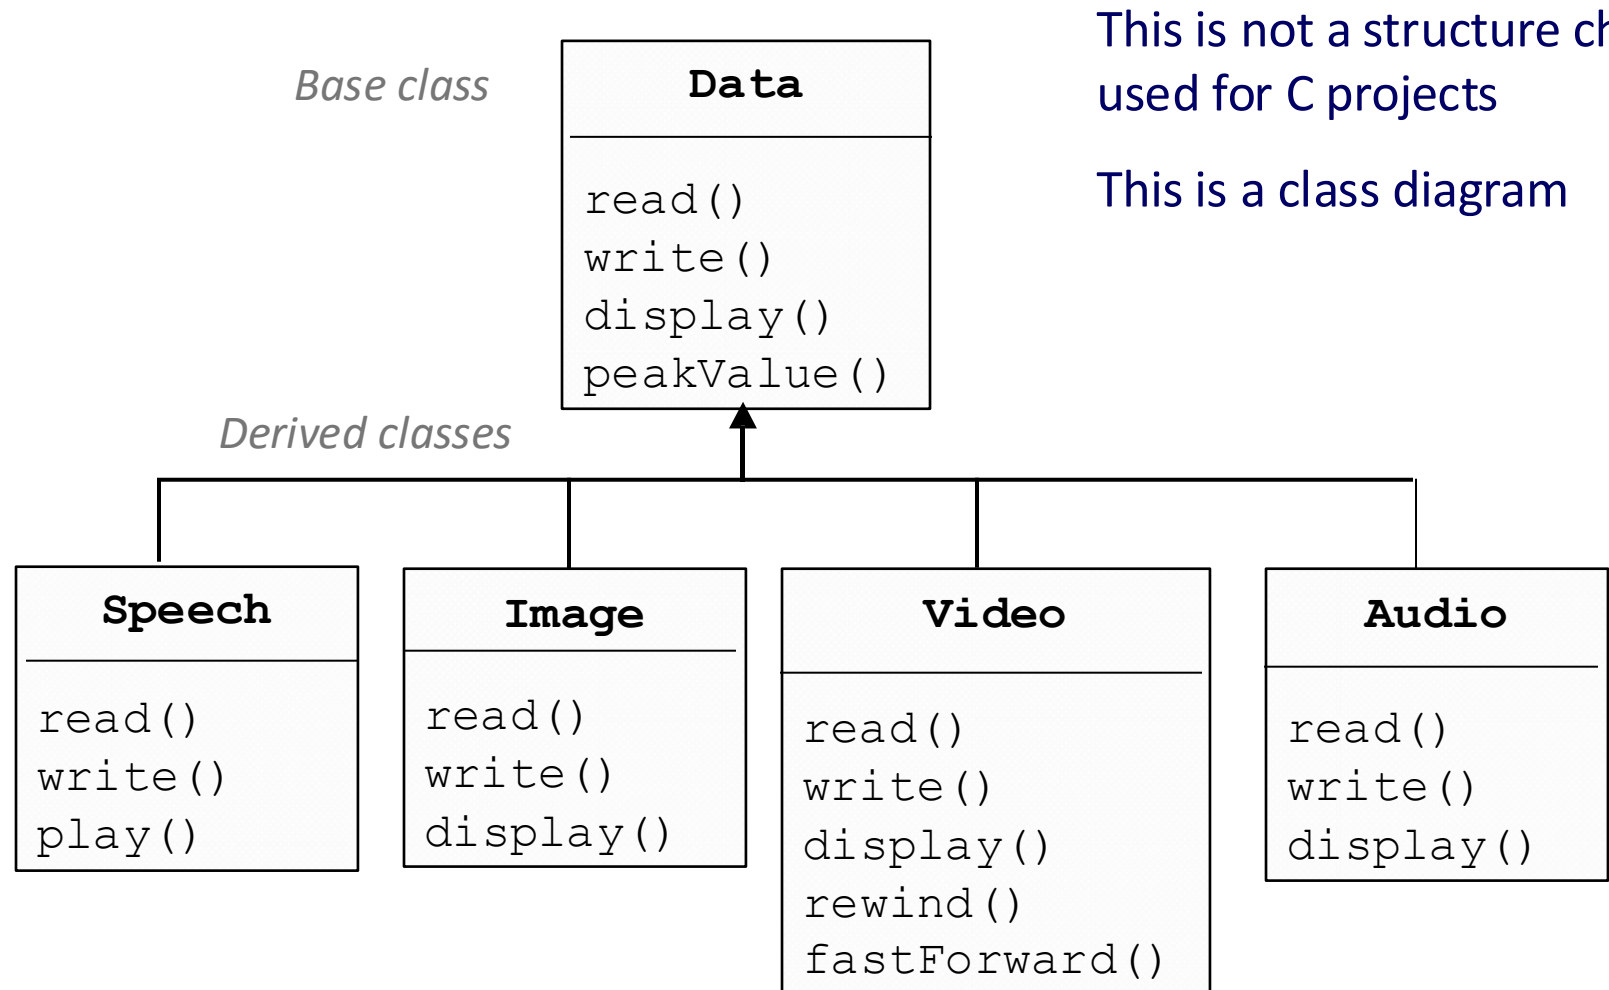 This is not a structure
used for C projects
This is a class diagram
Base class
Data
read()
write()
display()
peakValue()
Derived classes
Speech
read()
write()
play()
Image
read()
write()
display()
Video
read()
write()
display()
rewind()
fastForward()
Audio
read()
write()
display()